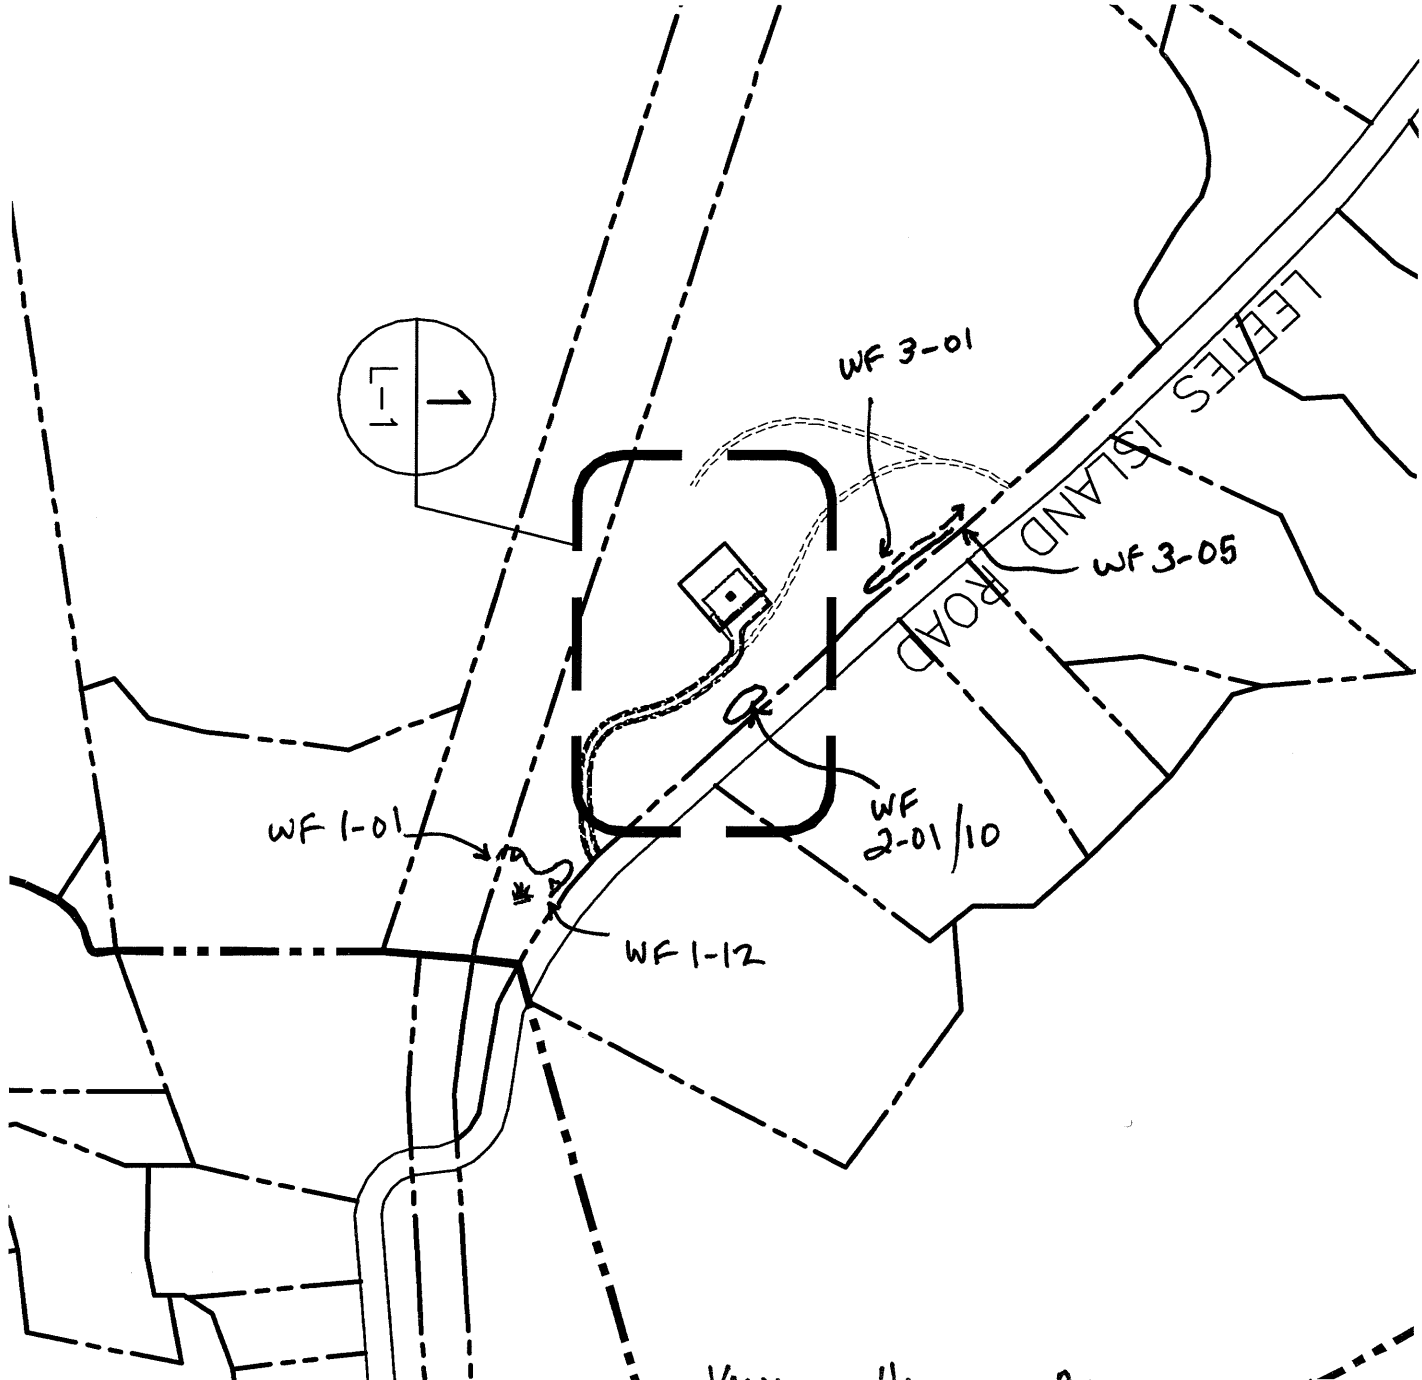 WF 3-01
1
L-1
LEETES ISLAND ROAD
WF 3-05
WF 1-01
WF
2-01/10
WF 1-12